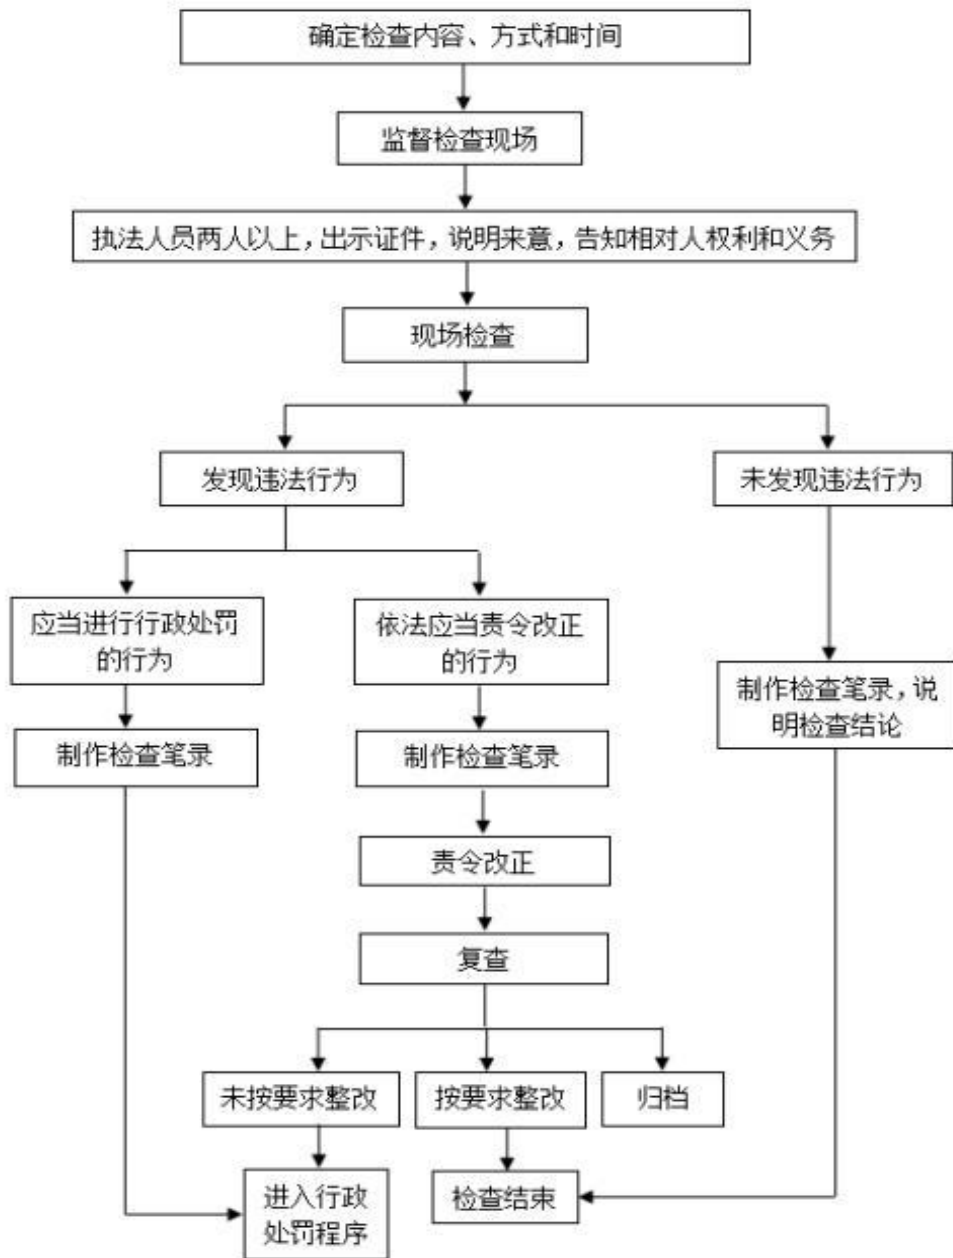 确定检查内容、方式和时间
监督检查现场
执法人员两人以上，出示证件，说明来意，告知相对人权利和义务
现场检查
发现违法行为
未发现违法行为
应当进行行政处罚
的行为
依法应当责令改正
的行为
制作检查笔录，说
明检查结论
制作检查笔录
制作检查笔录
责令改正
复查
未按要求整改
按要求整改
归档
进入行政
处罚程序
检查结束